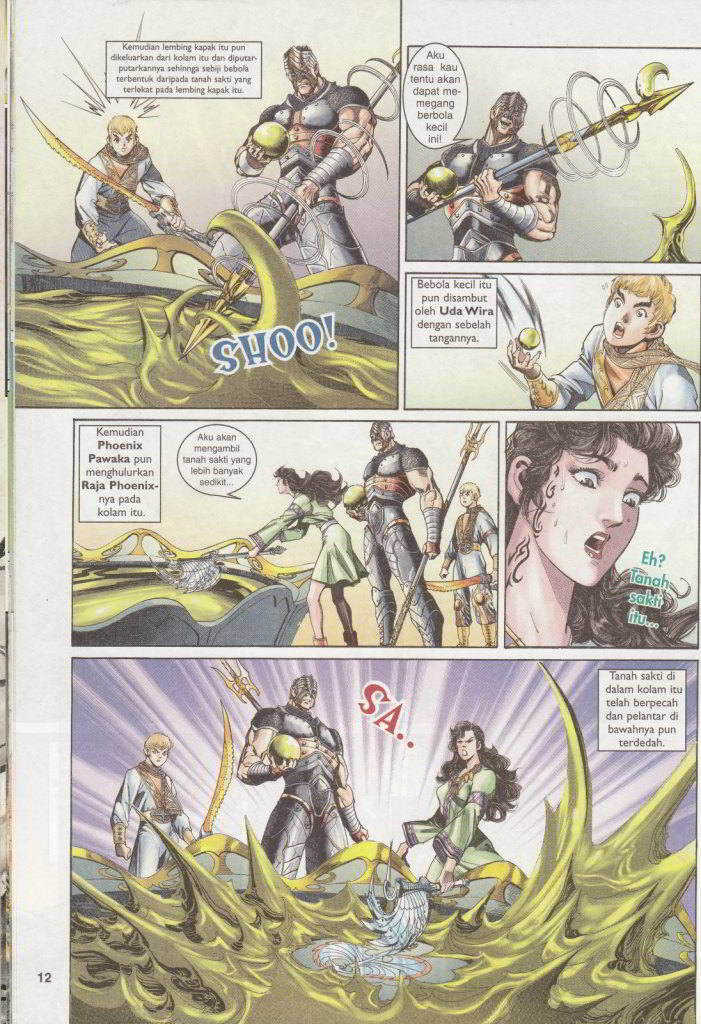 Kemudian lembing kapak itu pun
dikeluarkan dari kolam itu dan diputar-
putarkannya sehinnga sebiji bebola
terbentuk daripada tanah sakti yang
terlekat pada lembing kapak itu.
SHOO!
Aku
rasa kau
tentu akan
dapat me-
megang
berbola
kecil
ini!
Bebola kecil itu
pun disambut
oleh Uda Wira
dengan sebelah
tangannya.
Kemudian
Phoenix
Pawaka pun
menghulurkan
Raja Phoenix-
nya pada
kolam itu.
Aku akan
mengambil
tanah sakti yang
lebih banyak
sedikit...
Eh?
Tanah
sakti
itu...
SA..
Tanah sakti di
dalam kolam itu
telah berpecah
dan pelantar di
bawahnya pun
terdedah.
12